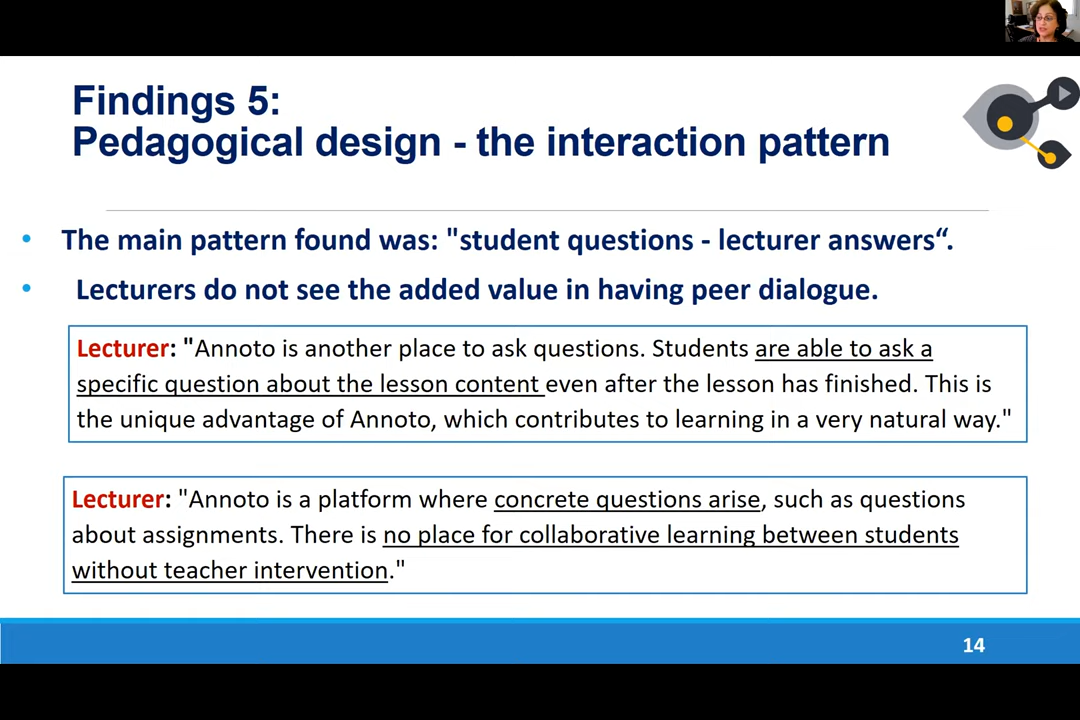 Findings 5:
Pedagogical design - the interaction pattern
• The main pattern found was: "student questions - lecturer answers“.
• Lecturers do not see the added value in having peer dialogue.
Lecturer: "Annoto is another place to ask questions. Students are able to ask a
specific question about the lesson content even after the lesson has finished. This is
the unique advantage of Annoto, which contributes to learning in a very natural way."
Lecturer: "Annoto is a platform where concrete questions arise, such as questions
about assignments. There is no place for collaborative learning between students
without teacher intervention."
14